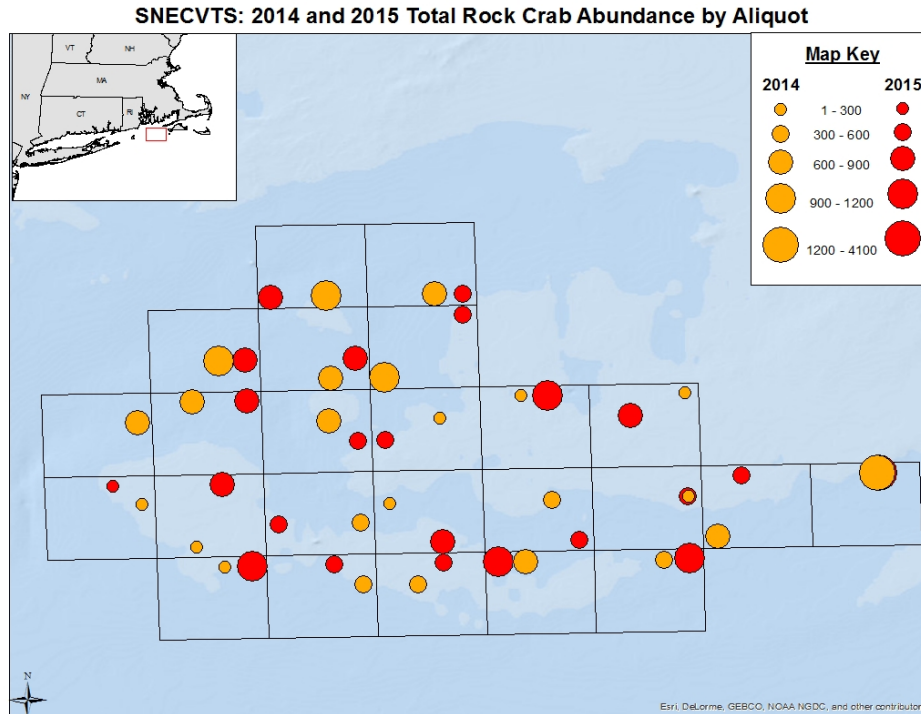 SNECVTS: 2014 and 2015 Total Rock Crab Abundance by Aliquot
VT
NH
NY
MA
CT
RI
Map Key
2014 2015
1 - 300
300 - 600
600 - 900
900 - 1200
1200 - 4100
N
Esri, DeLorme, GEBCO, NOAA NGDC, and other contributor